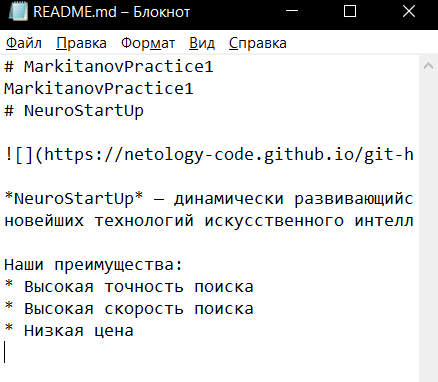 README.md – Блокнот
Файл Правка Формат Вид Справка
# MarkitanovPractice1
MarkitanovPractice1
# NeuroStartUp
![](https://netology-code.github.io/git-h
*NeuroStartUp* – динамически развивающийс
новейших технологий искусственного интелл
Наши преимущества:
* Высокая точность поиска
* Высокая скорость поиска
* Низкая цена